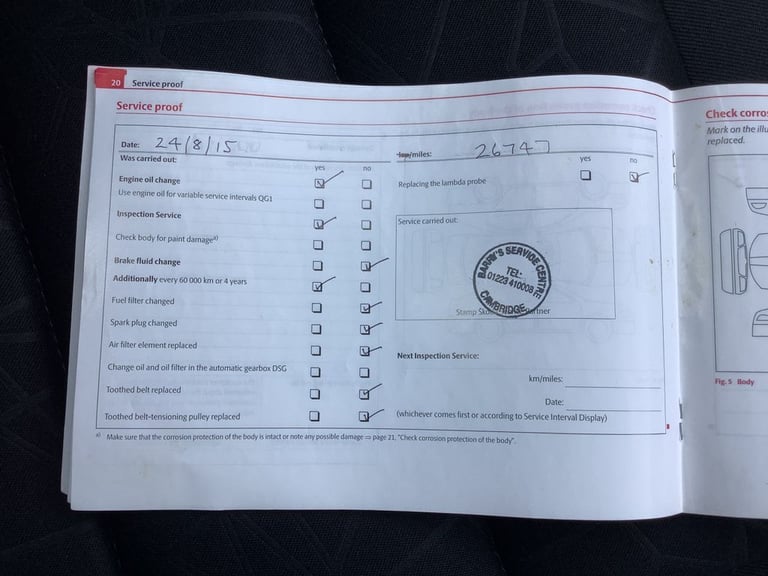 20 Service proof
Service proof
Date: 24/8/15
km/miles: 26747
Was carried out:
yes no
yes no
Engine oil change
Replacing the lambda probe
Use engine oil for variable service intervals QG1
Inspection Service
Service carried out:
Check body for paint damage a)
Brake fluid change
BARRY'S SERVICE CENTRE
TEL:
01223 410008
CAMBRIDGE
Additionally every 60 000 km or 4 years
Fuel filter changed
Stamp
Spark plug changed
Air filter element replaced
Next Inspection Service:
Change oil and oil filter in the automatic gearbox DSG
km/miles:
Toothed belt replaced
Date:
Toothed belt-tensioning pulley replaced
(whichever comes first or according to Service Interval Display)
a) Make sure that the corrosion protection of the body is intact or note any possible damage ⇒ page 21, "Check corrosion protection of the body".
Check corros
Mark on the illu
replaced.
Fig. 5 Body